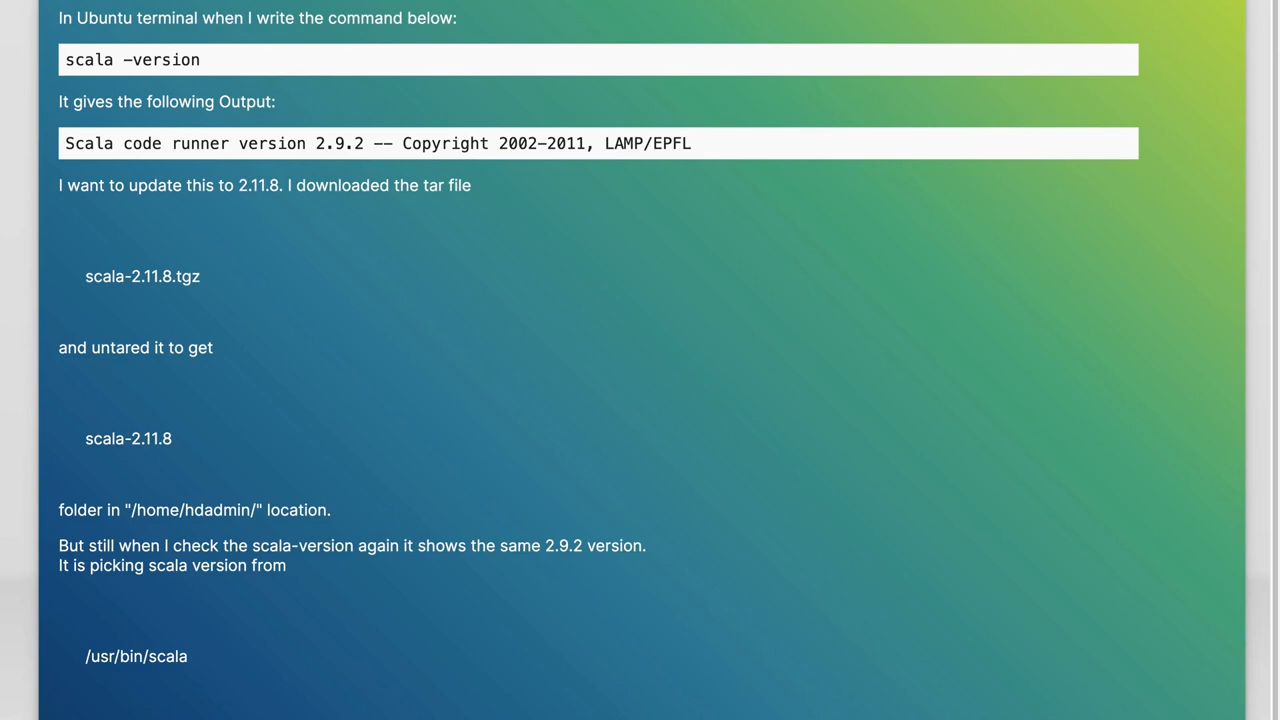 In Ubuntu terminal when I write the command below:
scala –version
It gives the following Output:
Scala code runner version 2.9.2 –– Copyright 2002–2011, LAMP/EPFL
I want to update this to 2.11.8. I downloaded the tar file
scala-2.11.8.tgz
and untared it to get
scala-2.11.8
folder in "/home/hdadmin/" location.
But still when I check the scala-version again it shows the same 2.9.2 version.
It is picking scala version from
/usr/bin/scala